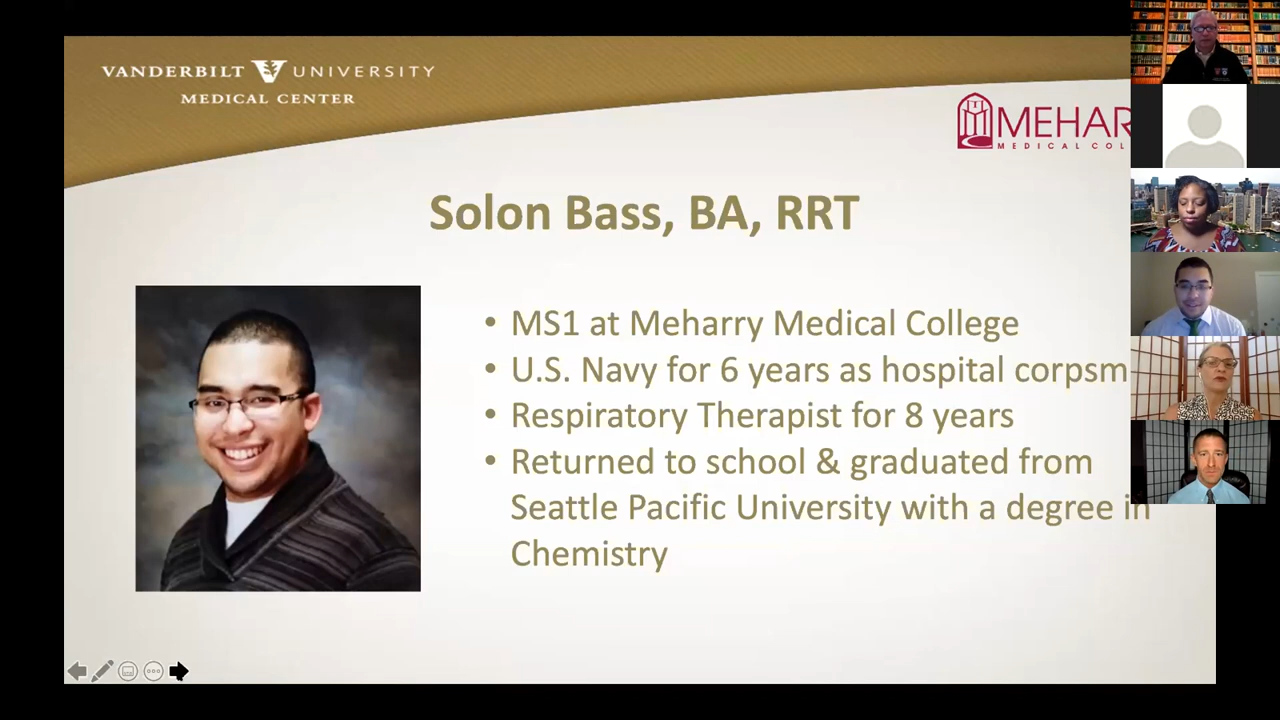 VANDERBILT UNIVERSITY
MEDICAL CENTER
MEHAR
MEDICAL COL
Solon Bass, BA, RRT
• MS1 at Meharry Medical College
• U.S. Navy for 6 years as hospital corpsm
• Respiratory Therapist for 8 years
• Returned to school & graduated from
Seattle Pacific University with a degree in
Chemistry